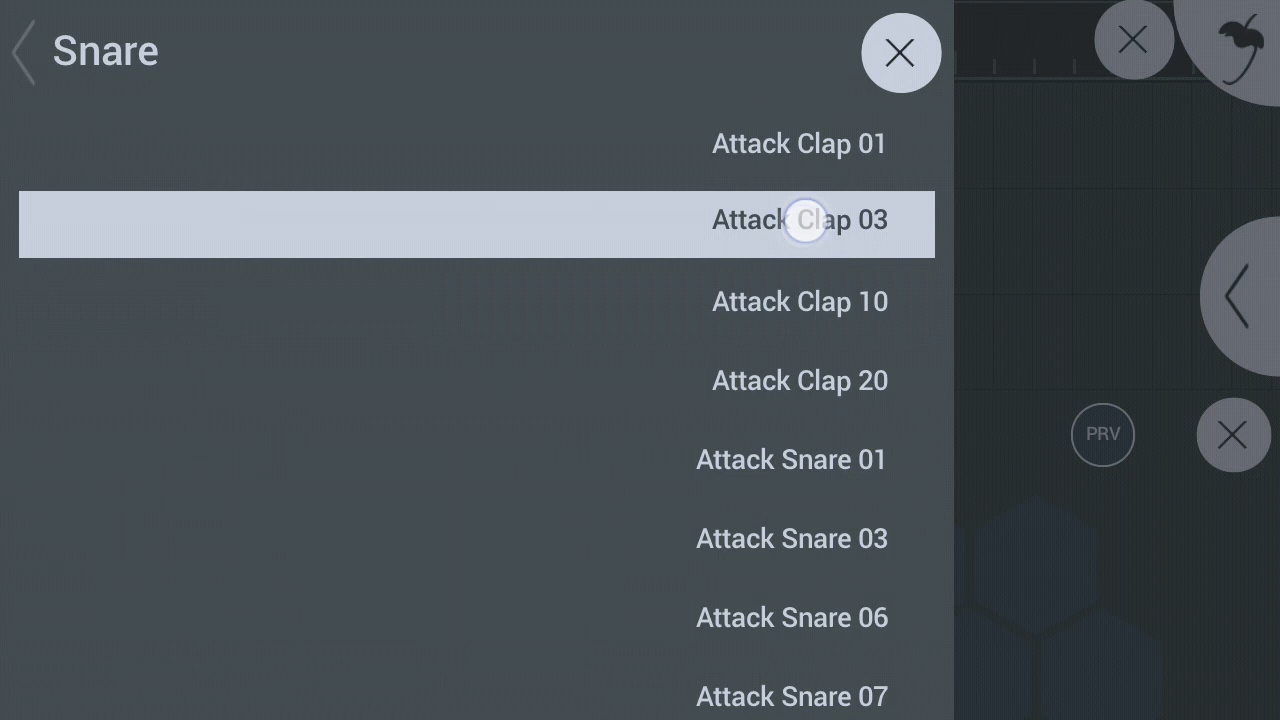 Snare
Attack Clap 01
Attack Clap 03
Attack Clap 10
Attack Clap 20
PRV
Attack Snare 01
Attack Snare 03
Attack Snare 06
Attack Snare 07